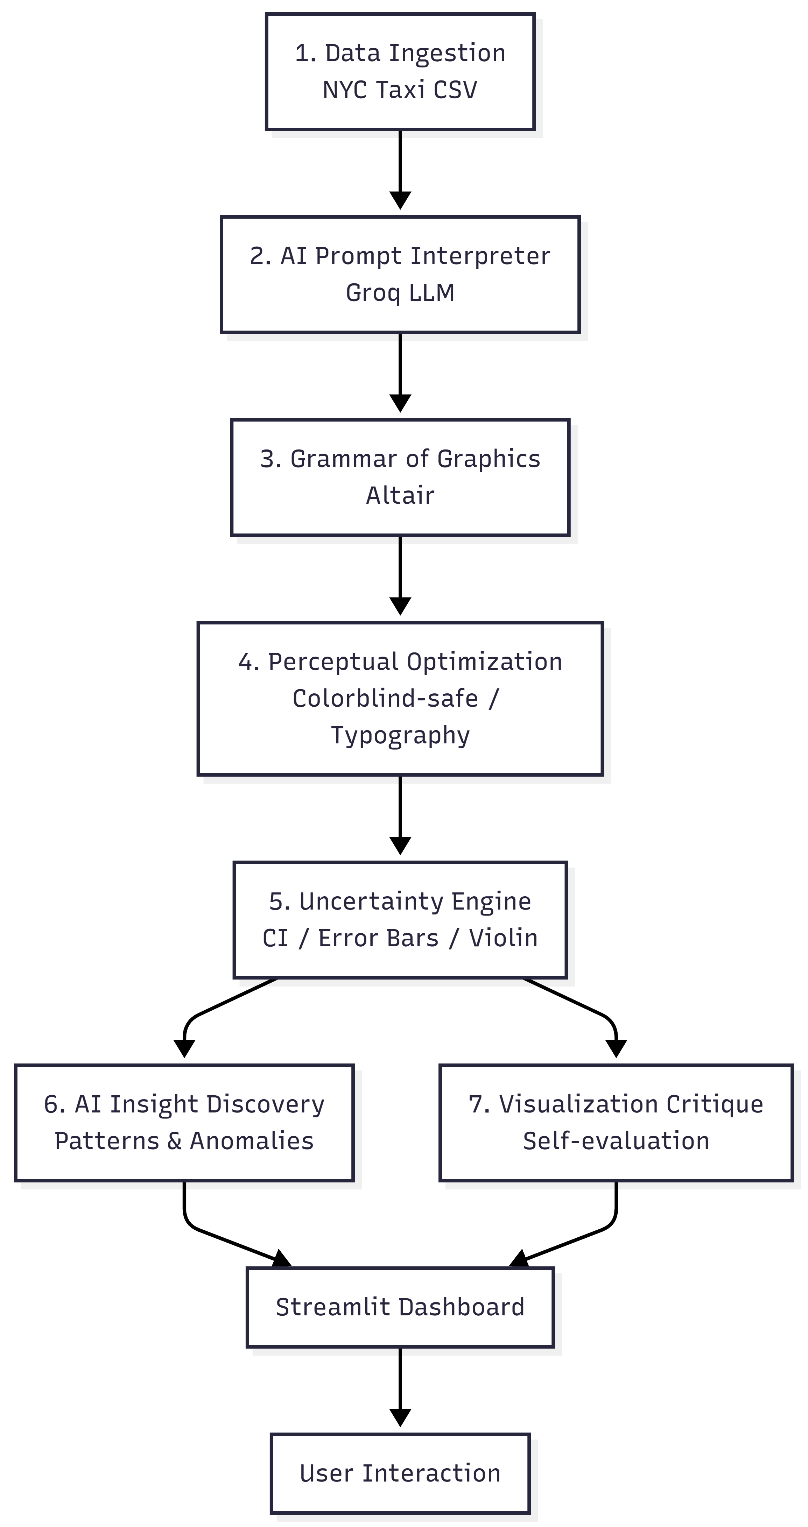 1. Data Ingestion
NYC Taxi CSV
2. AI Prompt Interpreter
Groq LLM
3. Grammar of Graphics
Altair
4. Perceptual Optimization
Colorblind-safe /
Typography
5. Uncertainty Engine
CI / Error Bars / Violin
6. AI Insight Discovery
Patterns & Anomalies
7. Visualization Critique
Self-evaluation
Streamlit Dashboard
User Interaction